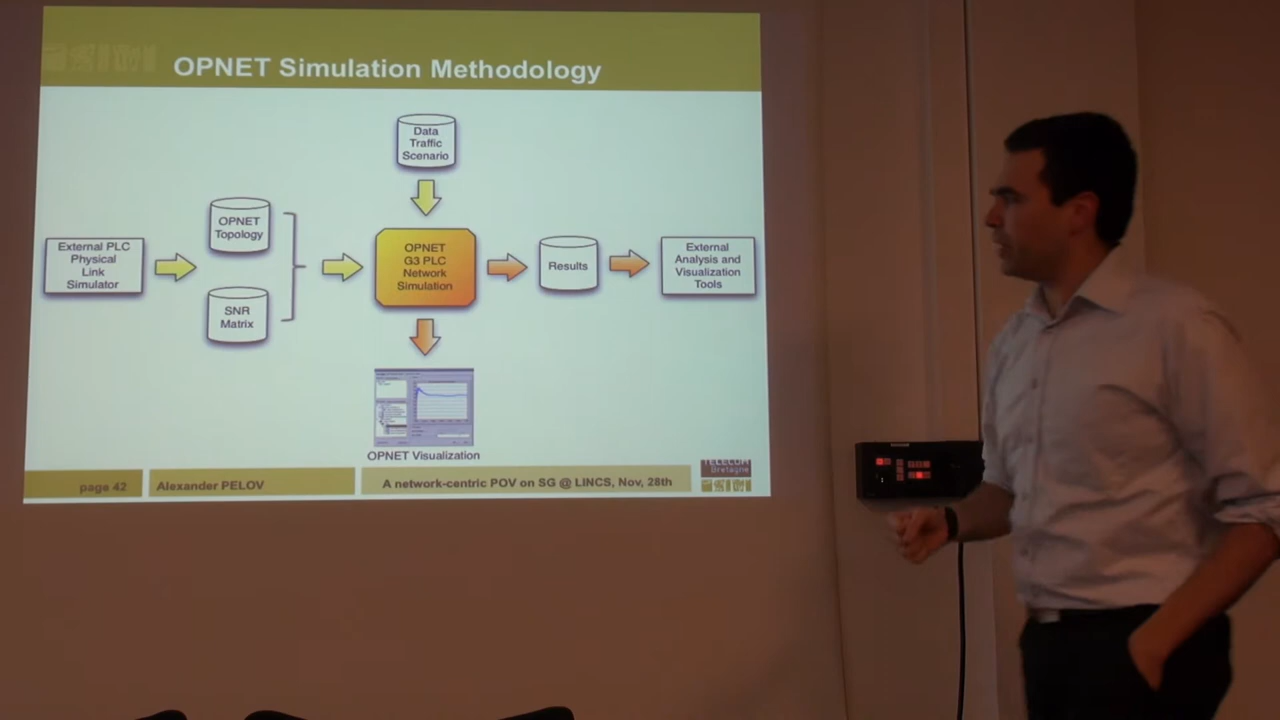 OPNET Simulation Methodology
Data
Traffic
Scenario
OPNET
Topology
External PLC
Physical
Link
Simulator
OPNET
G3 PLC
Network
Simulation
Results
External
Analysis and
Visualization
Tools
SNR
Matrix
OPNET Visualization
page 42
Alexander PELOV
A network-centric POV on SG @ LINCS, Nov, 28th
TELECOM
Bretagne